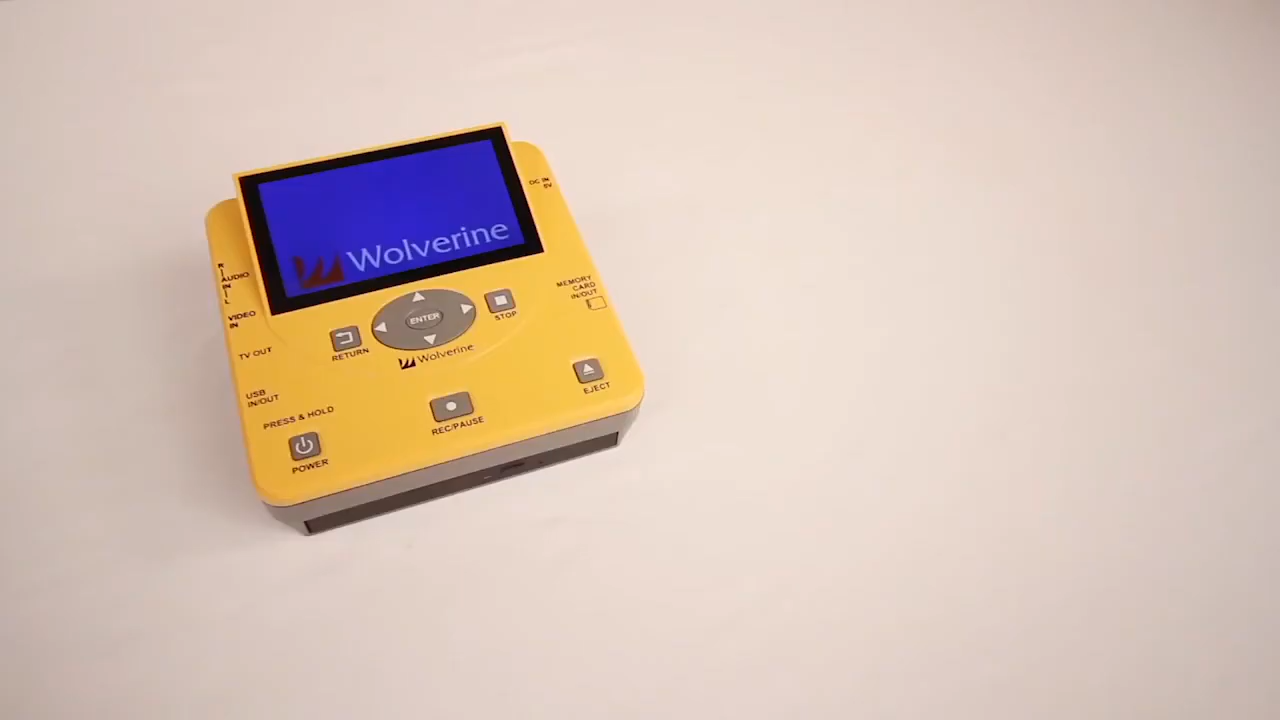 Wolverine
DC IN
5V
R
AUDIO
IN
L
VIDEO
IN
TV OUT
USB
IN/OUT
PRESS & HOLD
POWER
RETURN
ENTER
STOP
Wolverine
REC/PAUSE
MEMORY
CARD
IN/OUT
EJECT